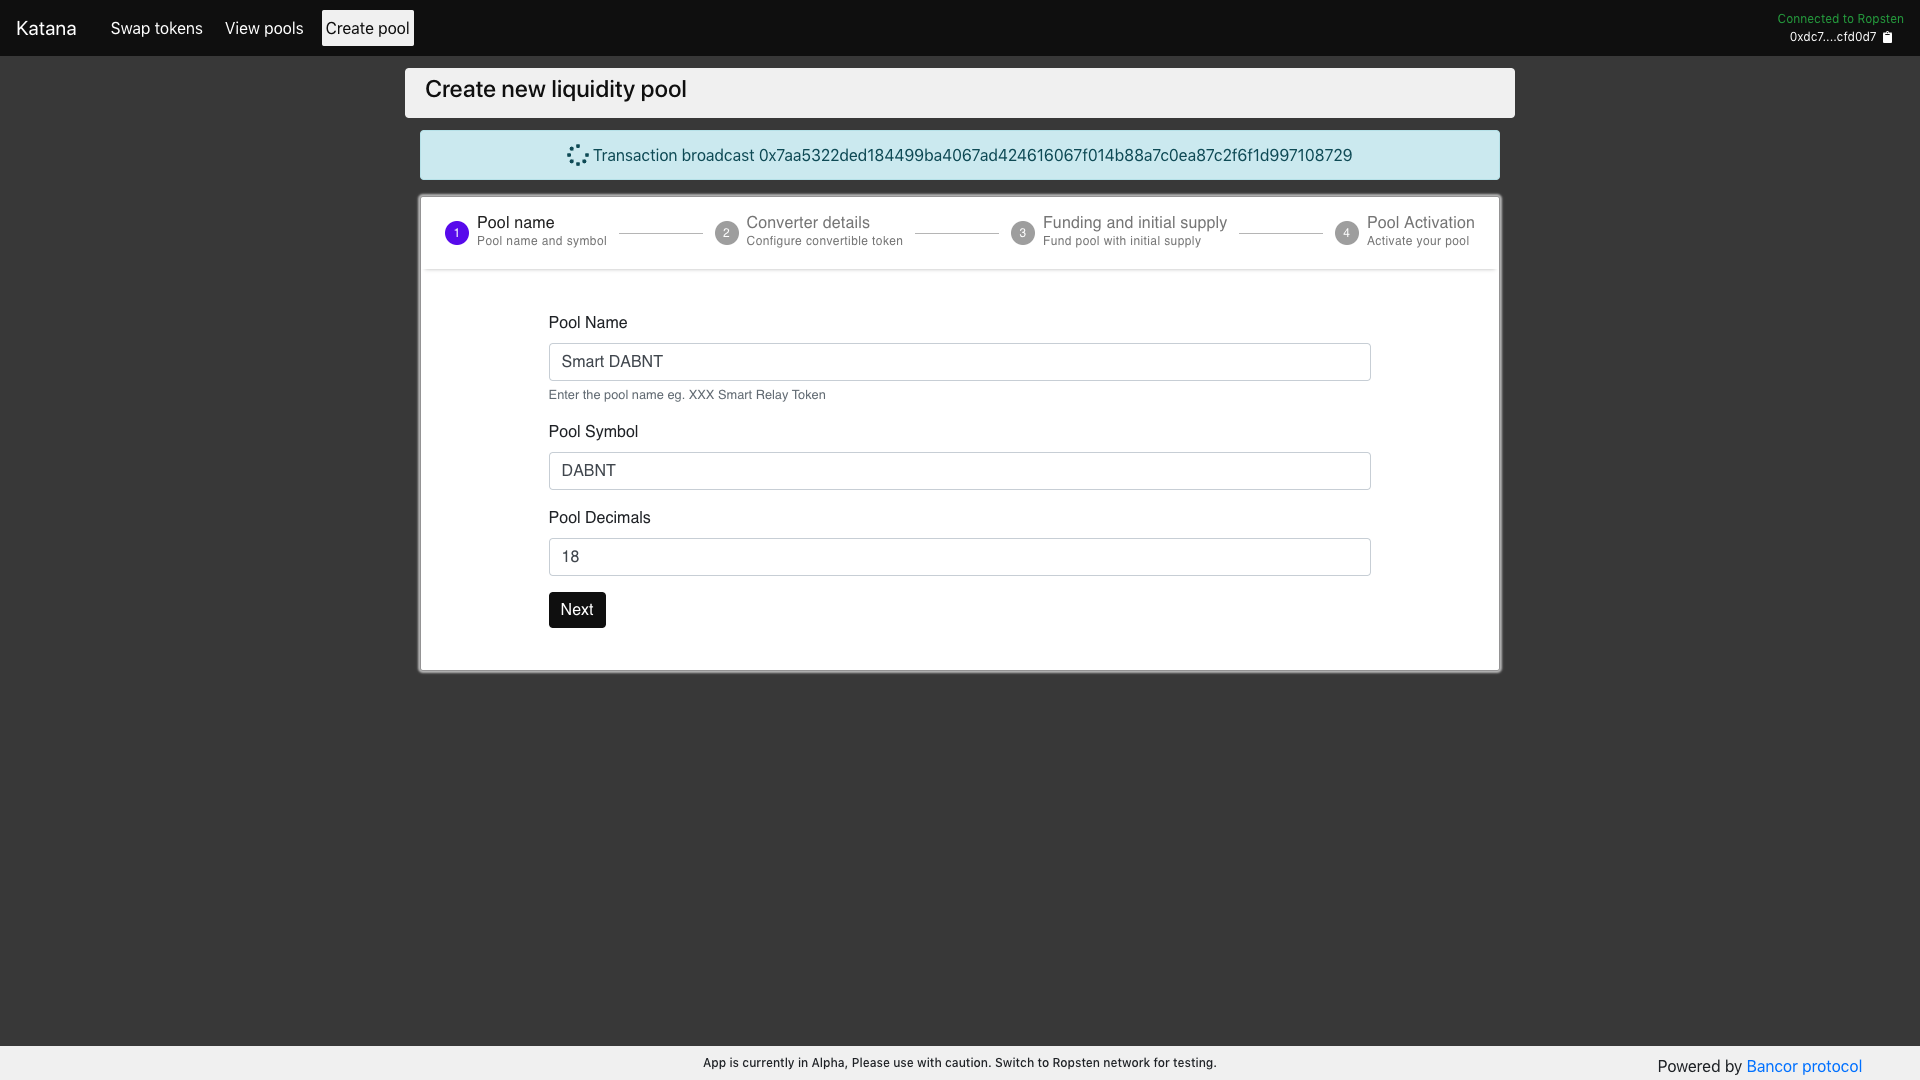 Katana
Swap tokens
View pools
Create pool
Connected to Ropsten
0xdc7....cfd0d7
Create new liquidity pool
Transaction broadcast 0x7aa5322ded184499ba4067ad424616067f014b88a7c0ea87c2f6f1d997108729
1
Pool name
Pool name and symbol
2
Converter details
Configure convertible token
3
Funding and initial supply
Fund pool with initial supply
4
Pool Activation
Activate your pool
Pool Name
Smart DABNT
Enter the pool name eg. XXX Smart Relay Token
Pool Symbol
DABNT
Pool Decimals
18
Next
App is currently in Alpha, Please use with caution. Switch to Ropsten network for testing.
Powered by Bancor protocol